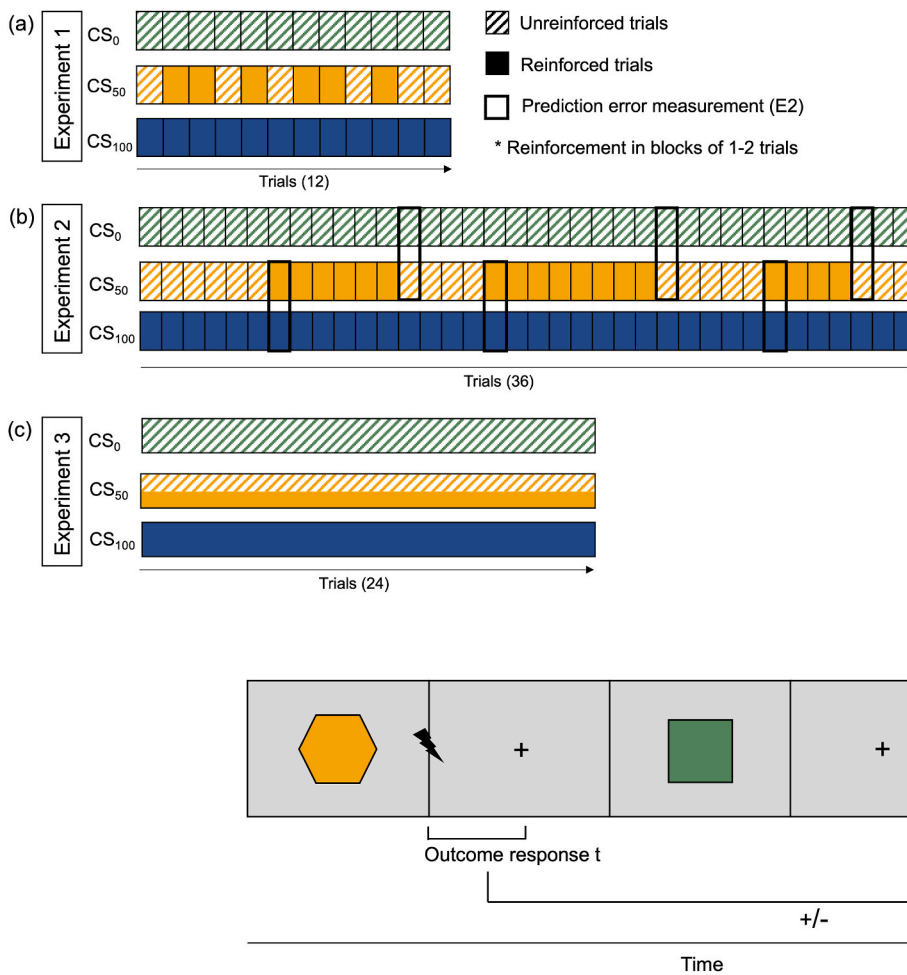 (a)
Experiment 1
CS0
CS50
CS100
Trials (12)
Unreinforced trials
Reinforced trials
Prediction error measurement (E2)
* Reinforcement in blocks of 1-2 trials
(b)
Experiment 2
CS0
CS50
CS100
Trials (36)
(c)
Experiment 3
CS0
CS50
CS100
Trials (24)
+
+
Outcome response t
+/-
Time